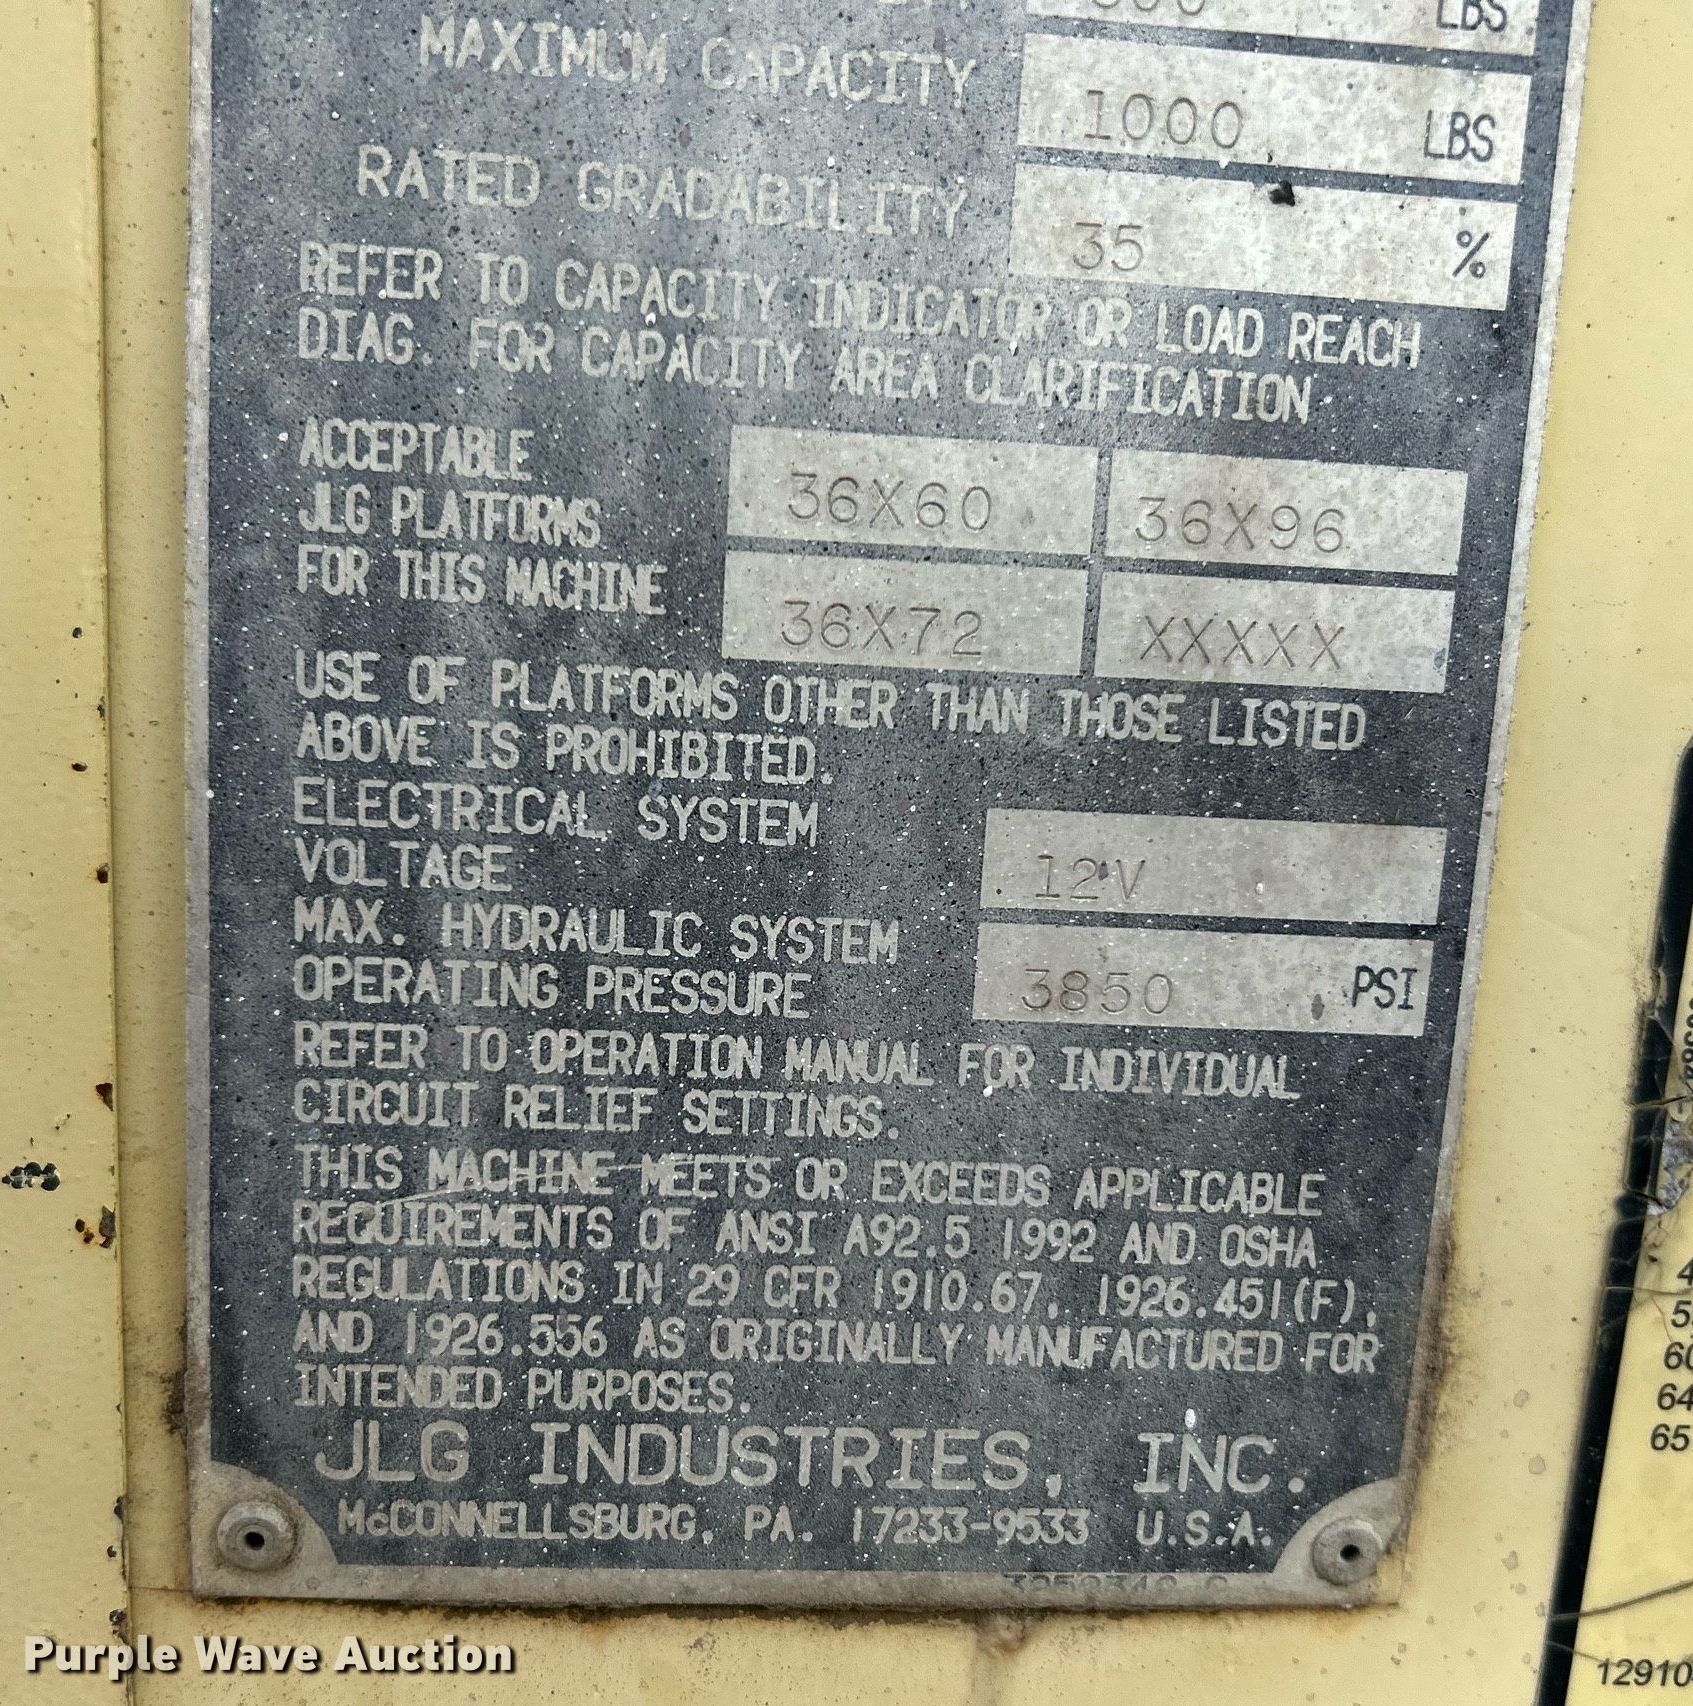 LBS
MAXIMUM CAPACITY 1000 LBS
RATED GRADABILITY 35 %
REFER TO CAPACITY INDICATOR OR LOAD REACH
DIAG. FOR CAPACITY AREA CLARIFICATION
ACCEPTABLE
JLG PLATFORMS
FOR THIS MACHINE
36X60 36X96
36X72 XXXXX
USE OF PLATFORMS OTHER THAN THOSE LISTED
ABOVE IS PROHIBITED.
ELECTRICAL SYSTEM
VOLTAGE 12V
MAX. HYDRAULIC SYSTEM
OPERATING PRESSURE 3850 PSI
REFER TO OPERATION MANUAL FOR INDIVIDUAL
CIRCUIT RELIEF SETTINGS.
THIS MACHINE MEETS OR EXCEEDS APPLICABLE
REQUIREMENTS OF ANSI A92.5 1992 AND OSHA
REGULATIONS IN 29 CFR 1910.67, 1926.451(F),
AND 1926.556 AS ORIGINALLY MANUFACTURED FOR
INTENDED PURPOSES.
JLG INDUSTRIES, INC.
McCONNELLSBURG, PA. 17233-9533 U.S.A.
60
64
65
12910
Purple Wave Auction